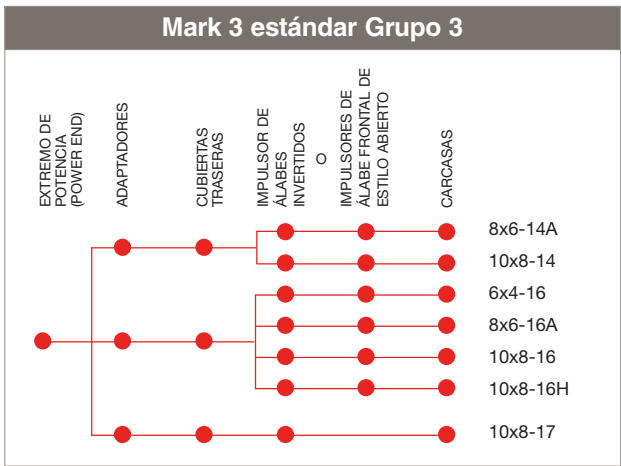 Mark 3 estándar Grupo 3
EXTREMO DE
POTENCIA
(POWER END)
ADAPTADORES
CUBIERTAS
TRASERAS
IMPULSOR DE
ÁLABES
INVERTIDOS
O
IMPULSORES DE
ÁLABE FRONTAL DE
ESTILO ABIERTO
CARCASAS
8x6-14A
10x8-14
6x4-16
8x6-16A
10x8-16
10x8-16H
10x8-17